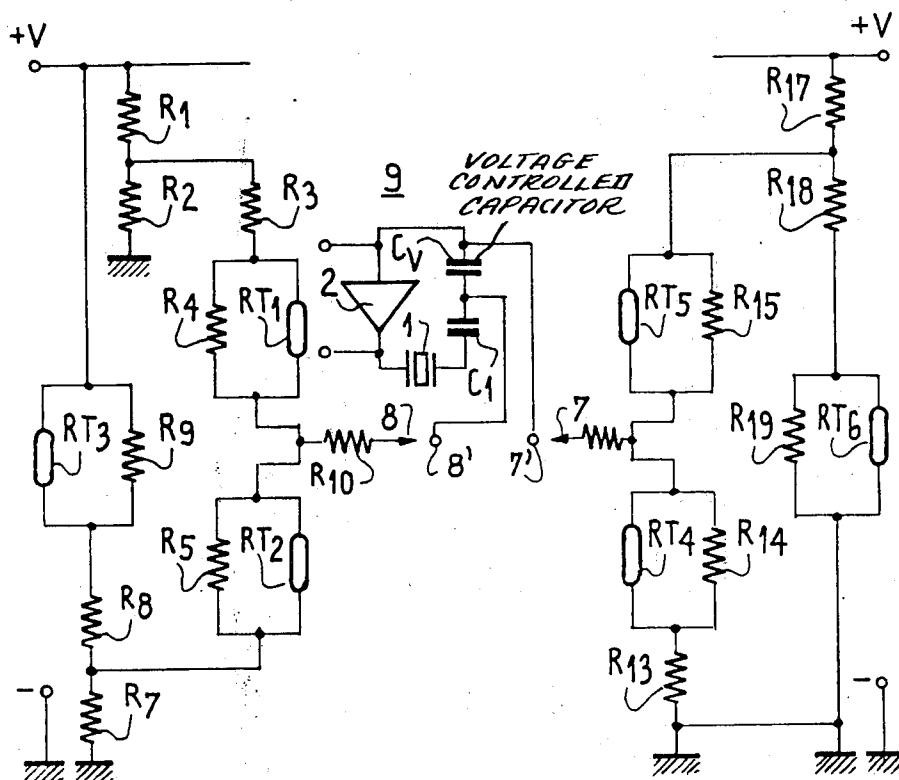 +V
+V
R1
R17
R2
R3
9
VOLTAGE
CONTROLLED
CAPACITOR
R18
CV
2
R4
RT1
1
C1
RT5
R15
RT3
R9
R10
8
8'
7'
7
R19
RT6
R5
RT2
RT4
R14
R8
R13
-
R7
-